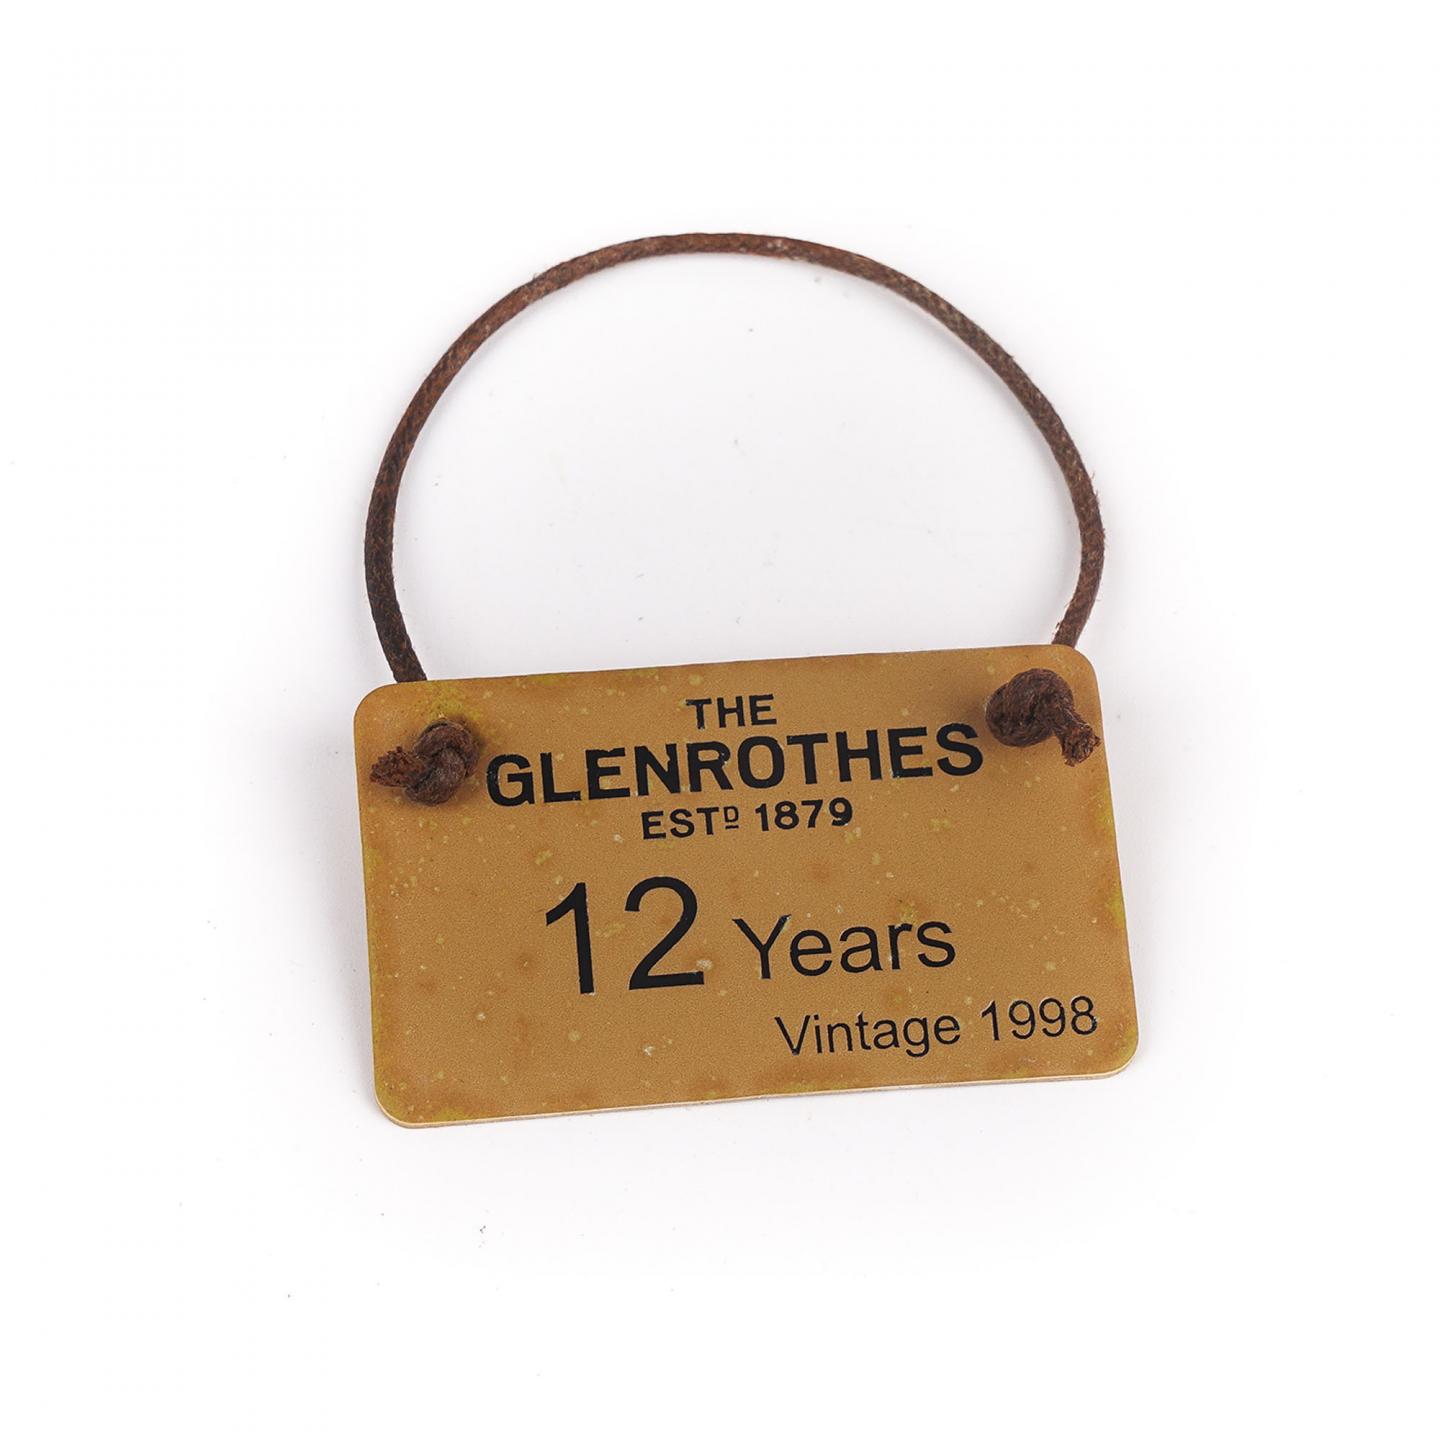 THE
GLENROTHES
ESTD 1879
12 Years
Vintage 1998